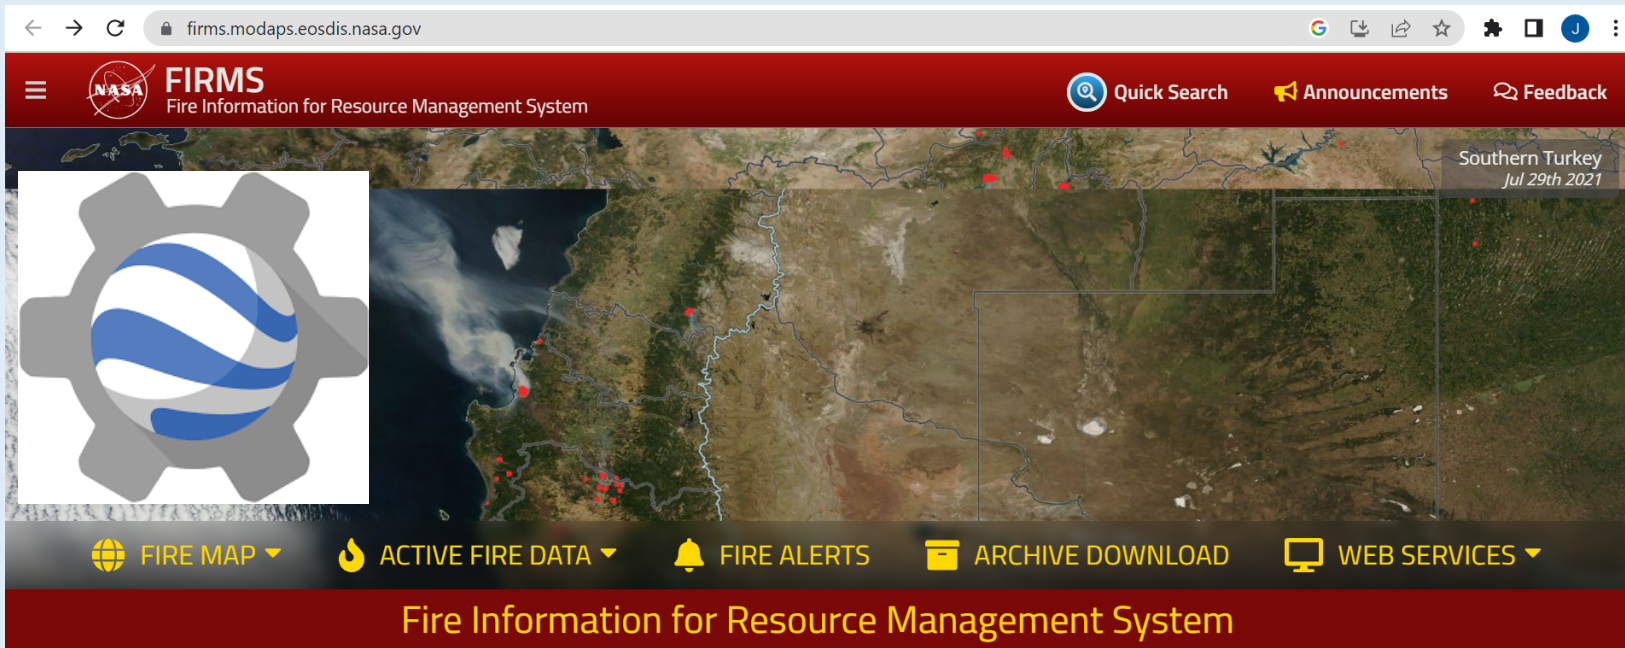 firms.modaps.eosdis.nasa.gov
J
NASA
FIRMS
Fire Information for Resource Management System
Quick Search
Announcements
Feedback
Southern Turkey
Jul 29th 2021
FIRE MAP
ACTIVE FIRE DATA
FIRE ALERTS
ARCHIVE DOWNLOAD
WEB SERVICES
Fire Information for Resource Management System